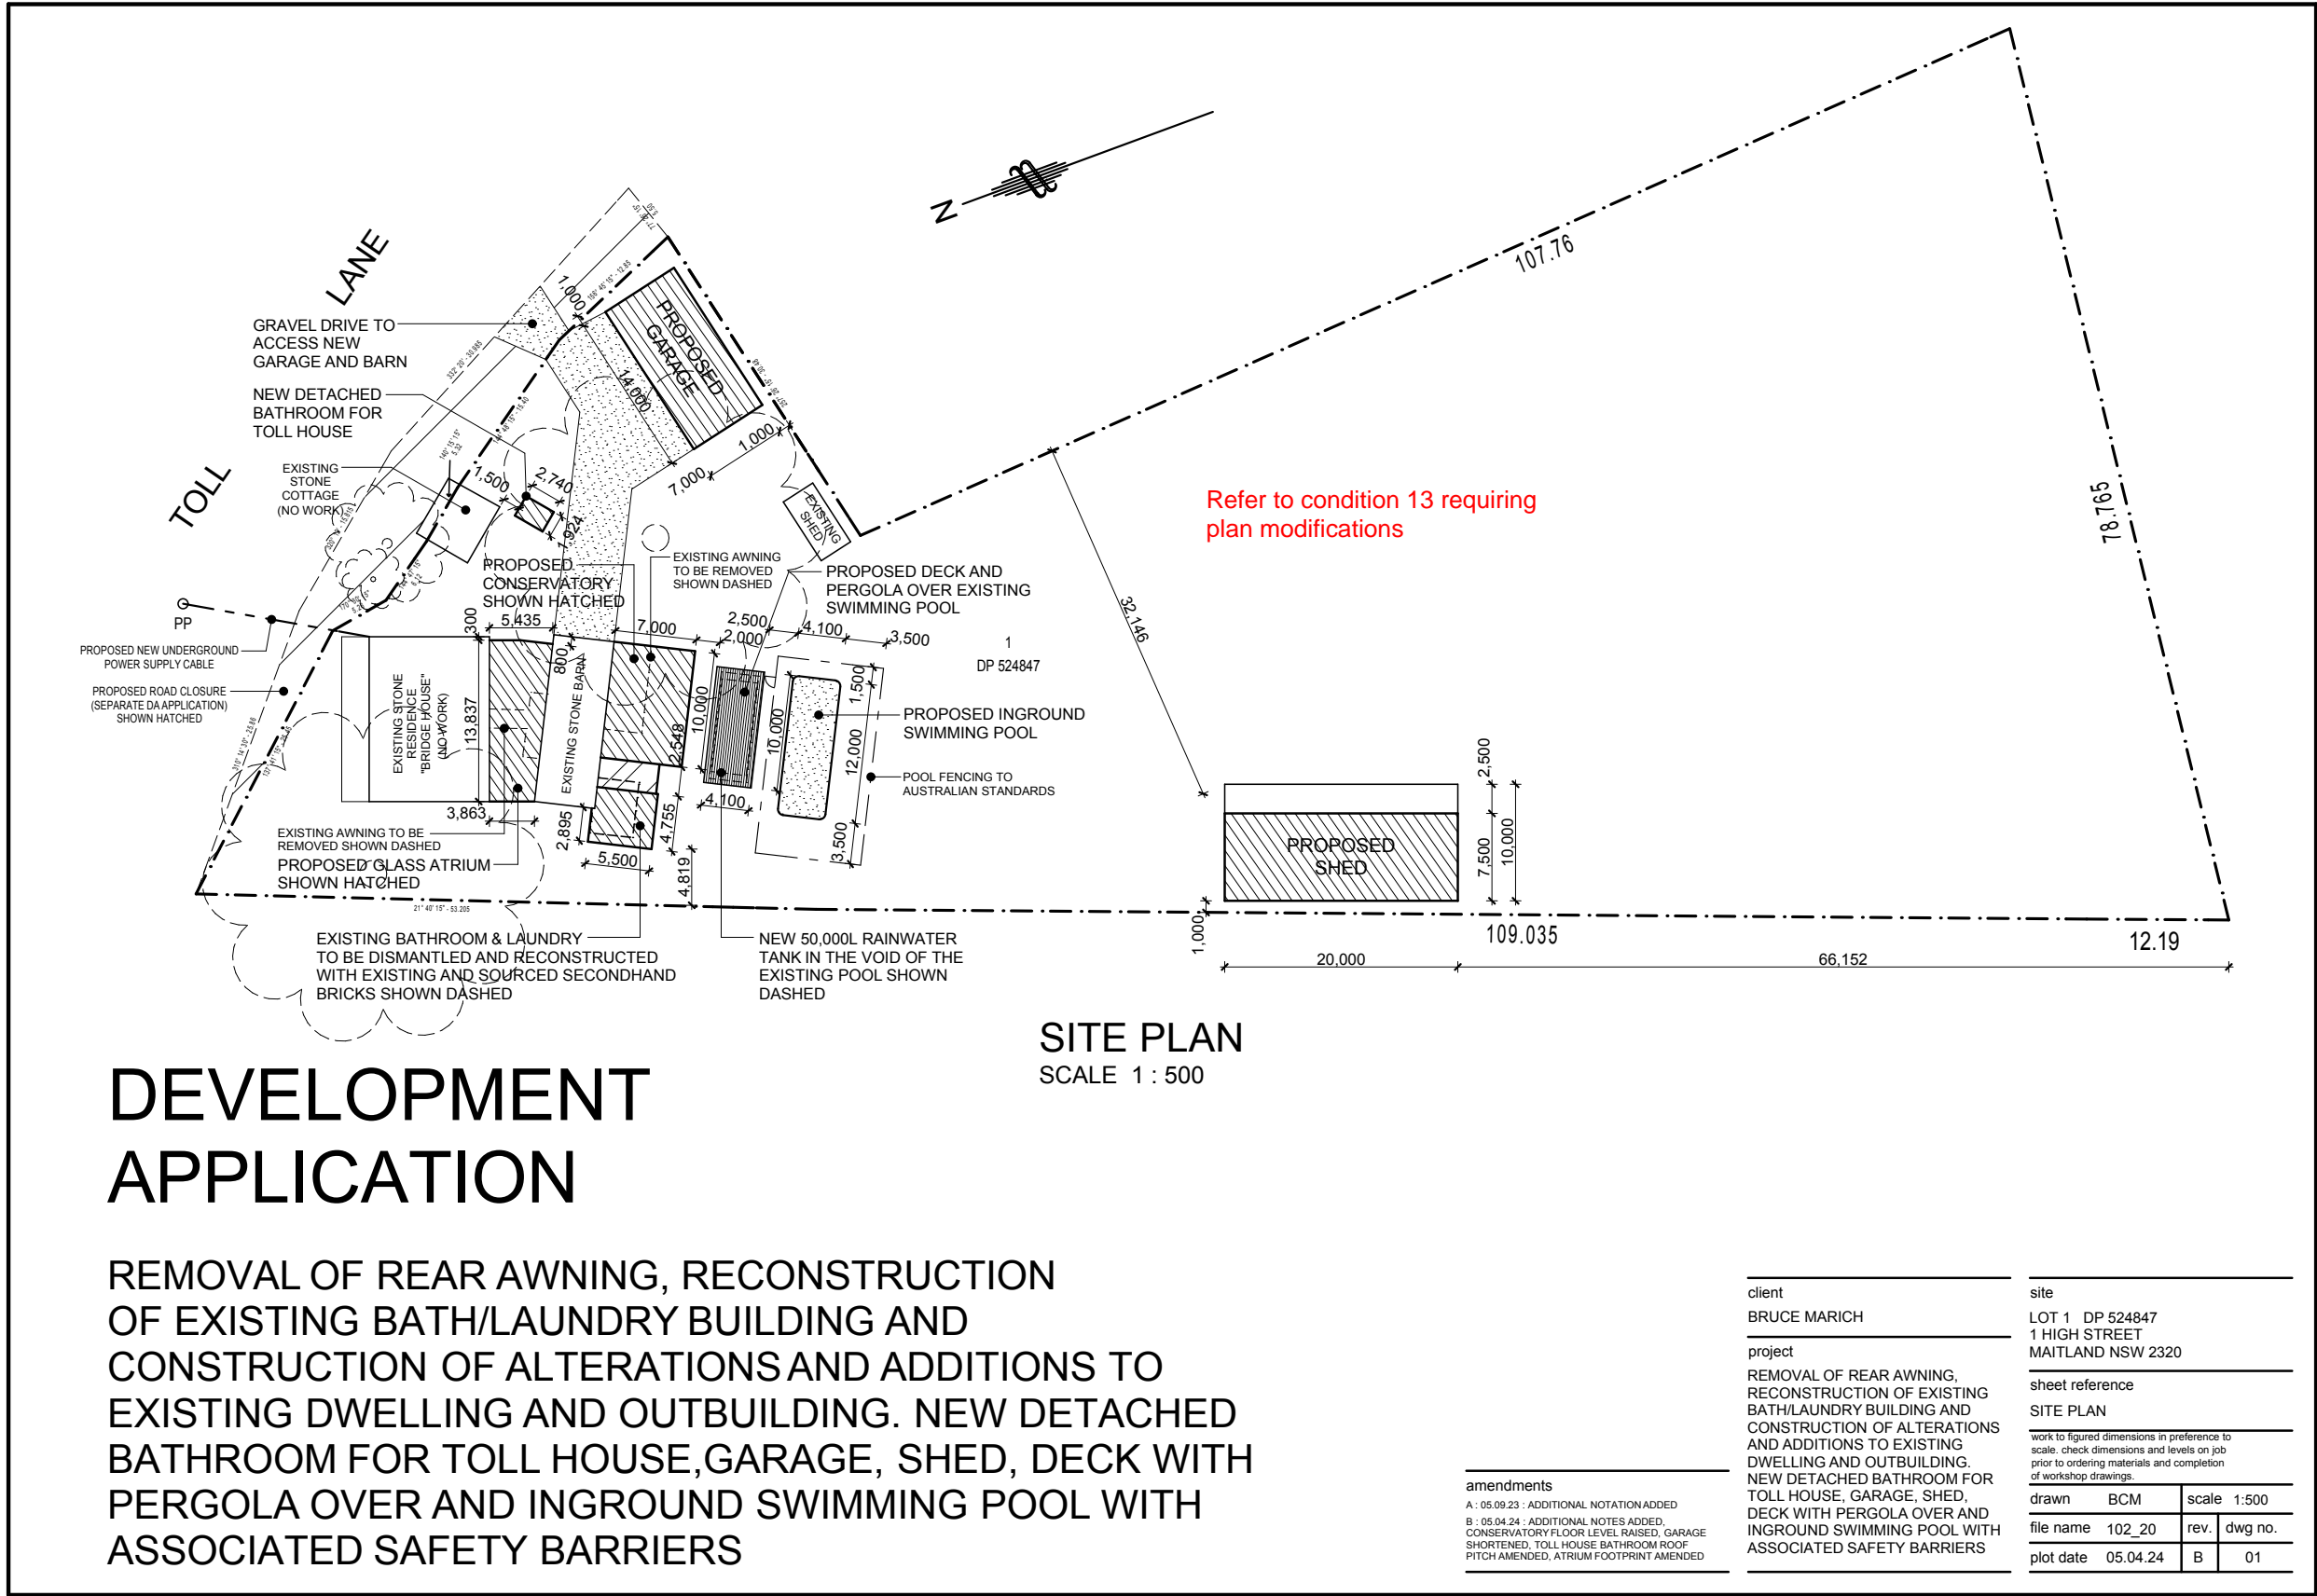 N
107.76
78.765
LANE
TOLL
GRAVEL DRIVE TO
ACCESS NEW
GARAGE AND BARN
NEW DETACHED
BATHROOM FOR
TOLL HOUSE
EXISTING
STONE
COTTAGE
(NO WORK)
PP
PROPOSED NEW UNDERGROUND
POWER SUPPLY CABLE
PROPOSED ROAD CLOSURE
(SEPARATE DA APPLICATION)
SHOWN HATCHED
1,000
PROPOSED
GARAGE
14,000
1,000
7,000
1,500
2,740
1,924
EXISTING
SHED
PROPOSED
CONSERVATORY
SHOWN HATCHED
EXISTING AWNING
TO BE REMOVED
SHOWN DASHED
PROPOSED DECK AND
PERGOLA OVER EXISTING
SWIMMING POOL
Refer to condition 13 requiring
plan modifications
32,146
300
5,435
800
7,000
2,500
2,000
4,100
3,500
1
DP 524847
EXISTING STONE
RESIDENCE
"BRIDGE HOUSE"
(NO WORK)
13,837
EXISTING STONE BARN
2,548
10,000
10,000
1,500
12,000
3,500
PROPOSED INGROUND
SWIMMING POOL
POOL FENCING TO
AUSTRALIAN STANDARDS
4,100
3,863
2,895
5,500
4,755
4,819
EXISTING AWNING TO BE
REMOVED SHOWN DASHED
PROPOSED GLASS ATRIUM
SHOWN HATCHED
21° 40' 15" - 53.205
EXISTING BATHROOM & LAUNDRY
TO BE DISMANTLED AND RECONSTRUCTED
WITH EXISTING AND SOURCED SECONDHAND
BRICKS SHOWN DASHED
NEW 50,000L RAINWATER
TANK IN THE VOID OF THE
EXISTING POOL SHOWN
DASHED
PROPOSED
SHED
2,500
7,500
10,000
1,000
109.035
12.19
20,000
66,152
SITE PLAN
SCALE 1 : 500
DEVELOPMENT
APPLICATION
REMOVAL OF REAR AWNING, RECONSTRUCTION
OF EXISTING BATH/LAUNDRY BUILDING AND
CONSTRUCTION OF ALTERATIONS AND ADDITIONS TO
EXISTING DWELLING AND OUTBUILDING. NEW DETACHED
BATHROOM FOR TOLL HOUSE,GARAGE, SHED, DECK WITH
PERGOLA OVER AND INGROUND SWIMMING POOL WITH
ASSOCIATED SAFETY BARRIERS
amendments
A : 05.09.23 : ADDITIONAL NOTATION ADDED
B : 05.04.24 : ADDITIONAL NOTES ADDED,
CONSERVATORY FLOOR LEVEL RAISED, GARAGE
SHORTENED, TOLL HOUSE BATHROOM ROOF
PITCH AMENDED, ATRIUM FOOTPRINT AMENDED
client
BRUCE MARICH
project
REMOVAL OF REAR AWNING,
RECONSTRUCTION OF EXISTING
BATH/LAUNDRY BUILDING AND
CONSTRUCTION OF ALTERATIONS
AND ADDITIONS TO EXISTING
DWELLING AND OUTBUILDING.
NEW DETACHED BATHROOM FOR
TOLL HOUSE, GARAGE, SHED,
DECK WITH PERGOLA OVER AND
INGROUND SWIMMING POOL WITH
ASSOCIATED SAFETY BARRIERS
site
LOT 1 DP 524847
1 HIGH STREET
MAITLAND NSW 2320
sheet reference
SITE PLAN
work to figured dimensions in preference to
scale. check dimensions and levels on job
prior to ordering materials and completion
of workshop drawings.
drawn BCM scale 1:500
file name 102_20 rev. dwg no.
plot date 05.04.24 B 01